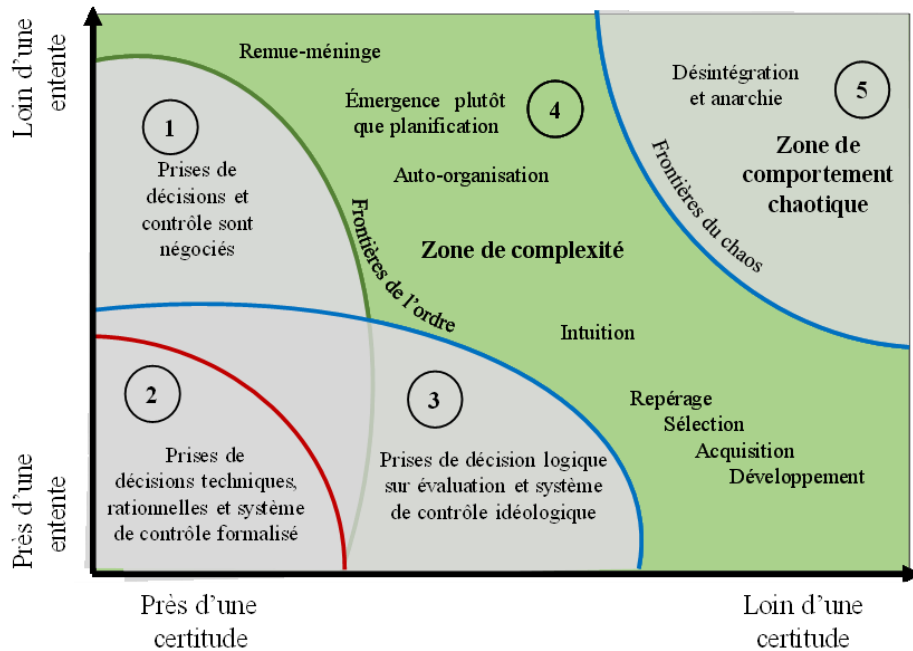 Loin d'une
entente
Près d'une
entente
Remue-méninge
Émergence plutôt
que planification
4
Auto-organisation
Zone de complexité
Intuition
Repérage
Sélection
Acquisition
Développement
1
Prises de
décisions et
contrôle sont
négociés
Frontières de l'ordre
2
Prises de
décisions techniques,
rationnelles et système
de contrôle formalisé
3
Prises de décision logique
sur évaluation et système
de contrôle idéologique
Désintégration
et anarchie
5
Zone de
comportement
chaotique
Frontières du chaos
Près d'une
certitude
Loin d'une
certitude